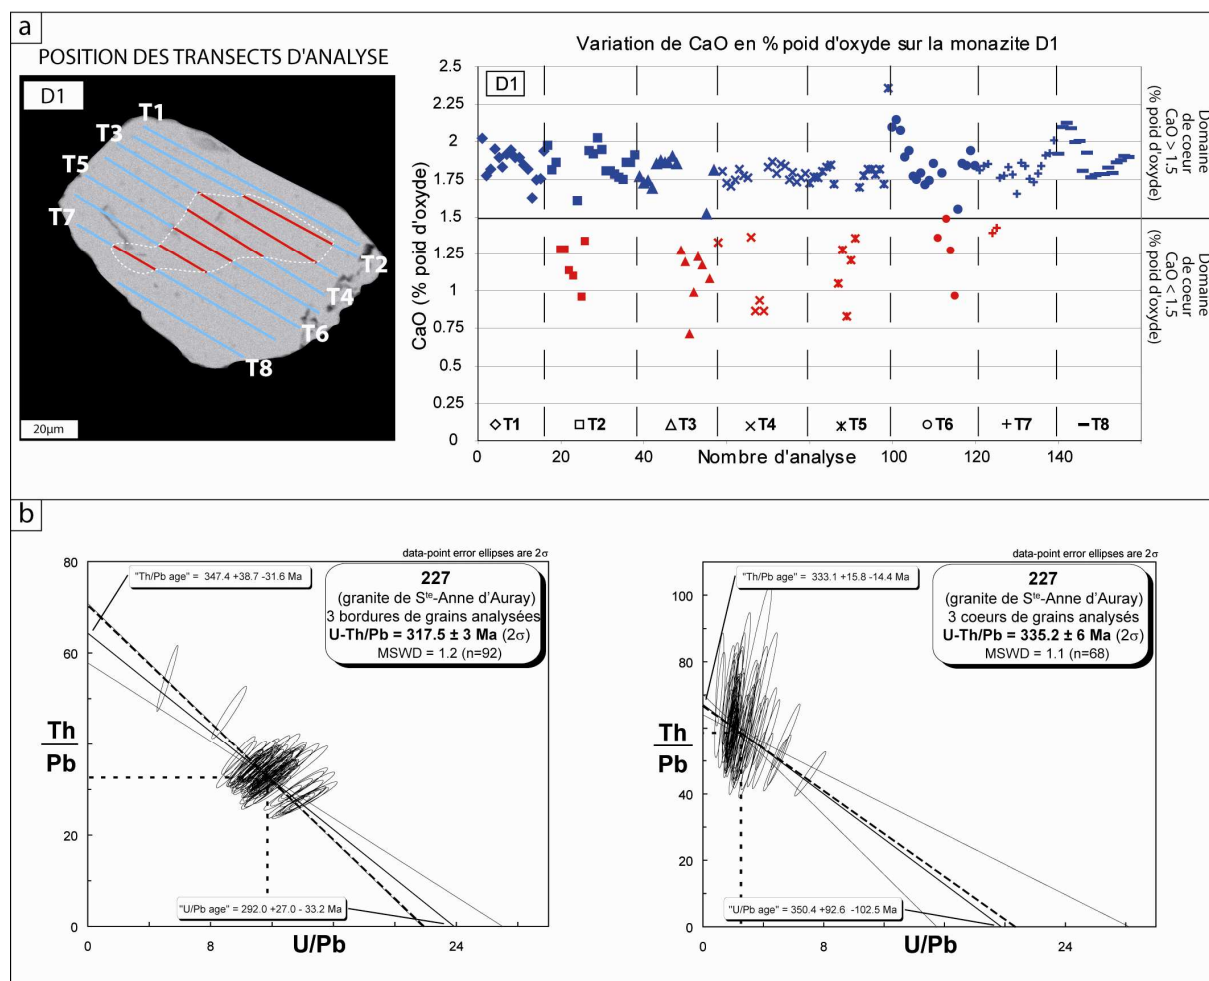 a
POSITION DES TRANSECTS D'ANALYSE
D1
T1
T3
T5
T7
T2
T4
T6
T8
20µm
Variation de CaO en % poid d'oxyde sur la monazite D1
D1
CaO (% poid d'oxyde)
2.5
2.25
2
1.75
1.5
1.25
1
0.75
0.5
0.25
0
T1
T2
T3
T4
T5
T6
T7
T8
0
20
40
60
80
100
120
140
Nombre d'analyse
Domaine
de coeur
CaO > 1.5
(% poid d'oxyde)
Domaine
de coeur
CaO < 1.5
(% poid d'oxyde)
b
data-point error ellipses are 2σ
"Th/Pb age" = 347.4 +38.7 -31.6 Ma
227
(granite de Ste-Anne d'Auray)
3 bordures de grains analysées
U-Th/Pb = 317.5 ± 3 Ma (2σ)
MSWD = 1.2 (n=92)
80
60
Th
Pb
20
0
"U/Pb age" = 292.0 +27.0 - 33.2 Ma
0
8
U/Pb
24
data-point error ellipses are 2σ
"Th/Pb age" = 333.1 +15.8 -14.4 Ma
227
(granite de Ste-Anne d'Auray)
3 coeurs de grains analysés
U-Th/Pb = 335.2 ± 6 Ma (2σ)
MSWD = 1.1 (n=68)
100
80
Th
Pb
40
20
0
"U/Pb age" = 350.4 +92.6 -102.5 Ma
0
8
U/Pb
24